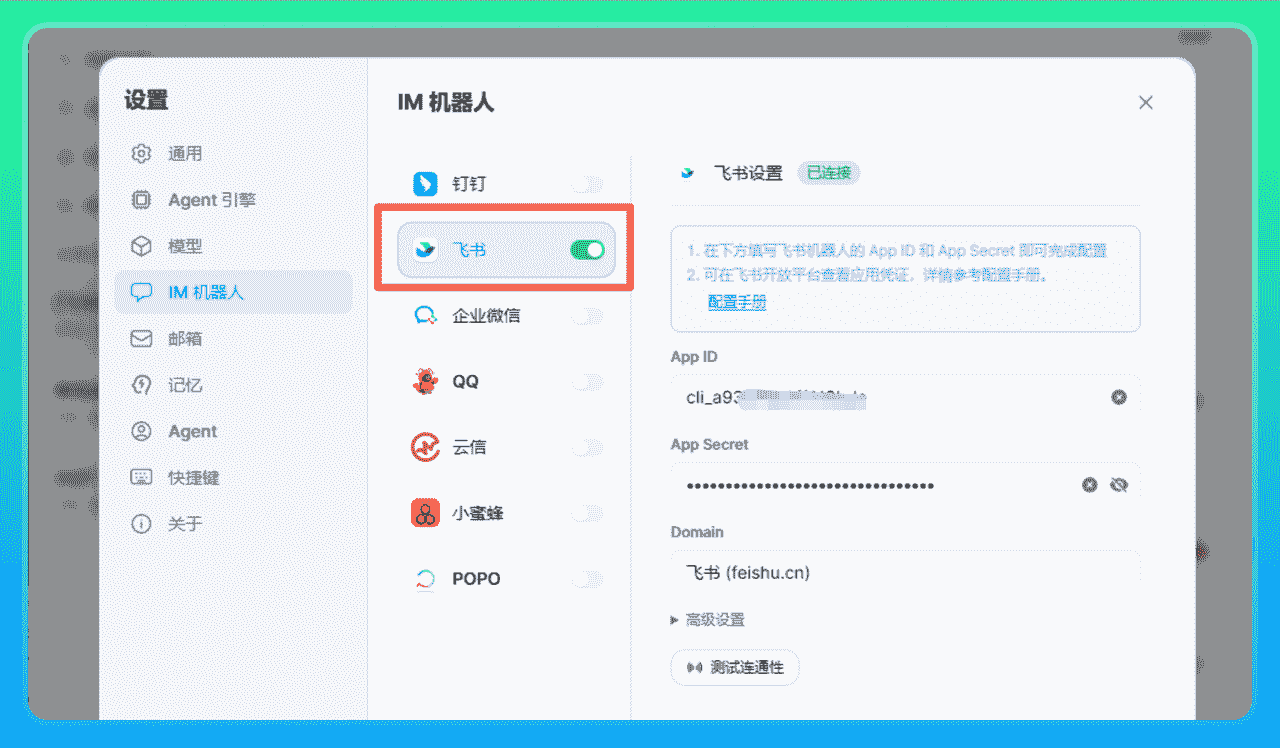 设置
通用
Agent 引擎
模型
IM 机器人
邮箱
记忆
Agent
快捷键
关于
IM 机器人
钉钉
飞书
企业微信
QQ
云信
小蜜蜂
POPO
飞书设置 已连接
1. 在下方填写飞书机器人的 App ID 和 App Secret 即可完成配置
2. 可在飞书开放平台查看应用凭证，详情参考配置手册。
配置手册
App ID
cli_a93
App Secret
••••••••••••••••••••••••••••••••
Domain
飞书 (feishu.cn)
高级设置
测试连通性